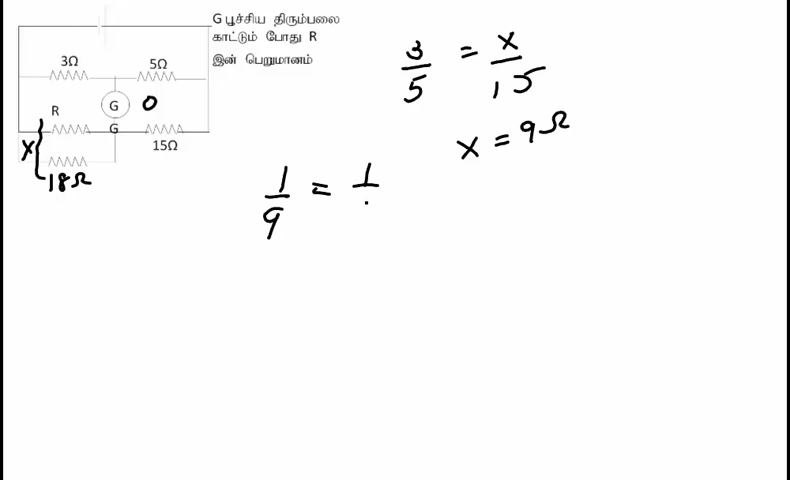 G பூச்சிய திரும்பலை
காட்டும் போது R
இன் பெறுமானம்
3Ω
5Ω
G 0
R
G
X
15Ω
18Ω
3/5 = x/15
x = 9Ω
1/9 = 1/